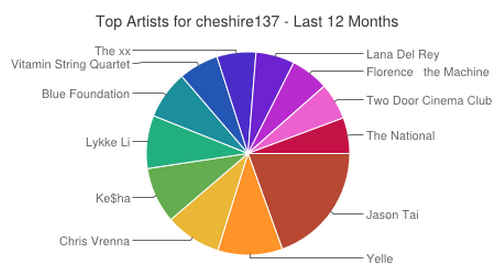 Top Artists for cheshire137 - Last 12 Months
The xx
Lana Del Rey
Vitamin String Quartet
Florence the Machine
Blue Foundation
Two Door Cinema Club
Lykke Li
The National
Ke$ha
Jason Tai
Chris Vrenna
Yelle